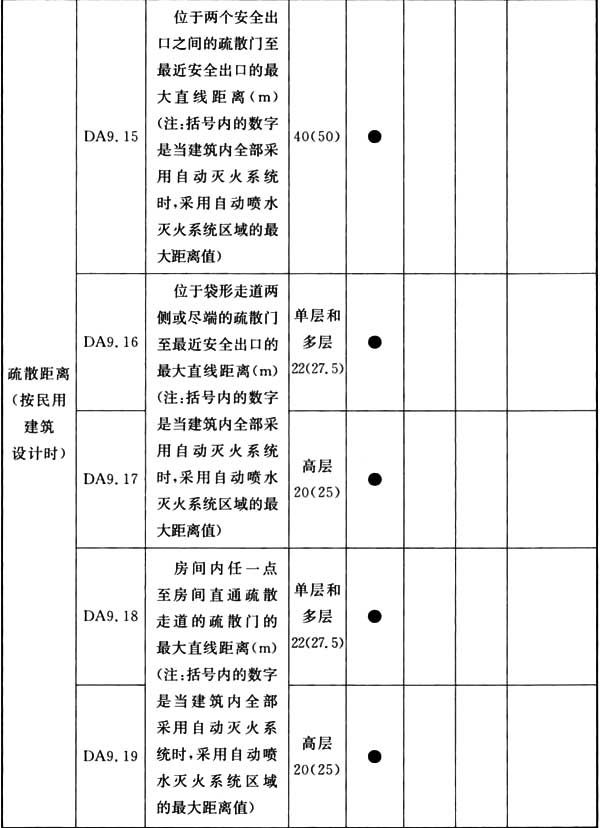 疏散距离
(按民用
建筑
设计时)
DA9.15
位于两个安全出
口之间的疏散门至
最近安全出口的最
大直线距离(m)
(注:括号内的数字
是当建筑内全部采
用自动灭火系统
时,采用自动喷水
灭火系统区域的最
大距离值)
40(50)
●
DA9.16
位于袋形走道两
侧或尽端的疏散门
至最近安全出口的
最大直线距离(m)
(注:括号内的数字
是当建筑内全部采
用自动灭火系统
时,采用自动喷水
灭火系统区域的最
大距离值)
单层和
多层
22(27.5)
●
DA9.17
高层
20(25)
●
DA9.18
房间内任一点
至房间直通疏散
走道的疏散门的
最大直线距离(m)
(注:括号内的数字
是当建筑内全部
采用自动灭火系
统时,采用自动喷
水灭火系统区域
的最大距离值)
单层和
多层
22(27.5)
●
DA9.19
高层
20(25)
●